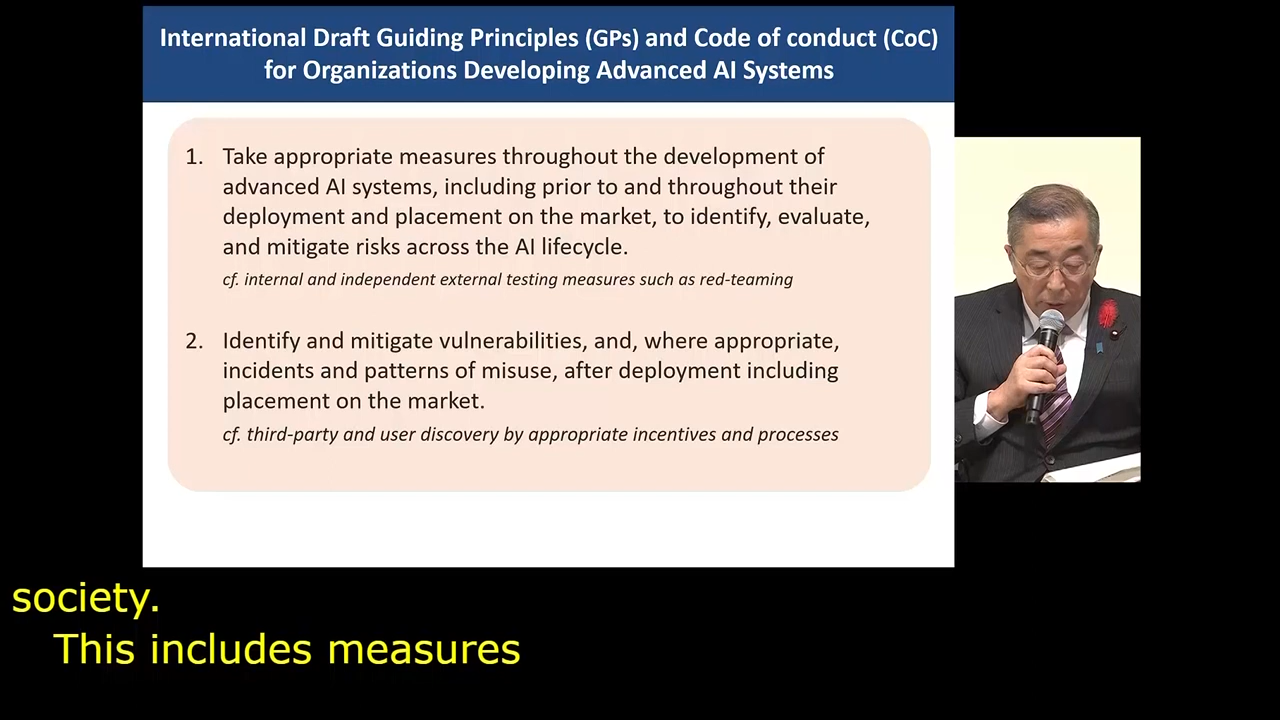 International Draft Guiding Principles (GPs) and Code of conduct (CoC)
for Organizations Developing Advanced AI Systems
1. Take appropriate measures throughout the development of
advanced AI systems, including prior to and throughout their
deployment and placement on the market, to identify, evaluate,
and mitigate risks across the AI lifecycle.
cf. internal and independent external testing measures such as red-teaming
2. Identify and mitigate vulnerabilities, and, where appropriate,
incidents and patterns of misuse, after deployment including
placement on the market.
cf. third-party and user discovery by appropriate incentives and processes
society.
This includes measures